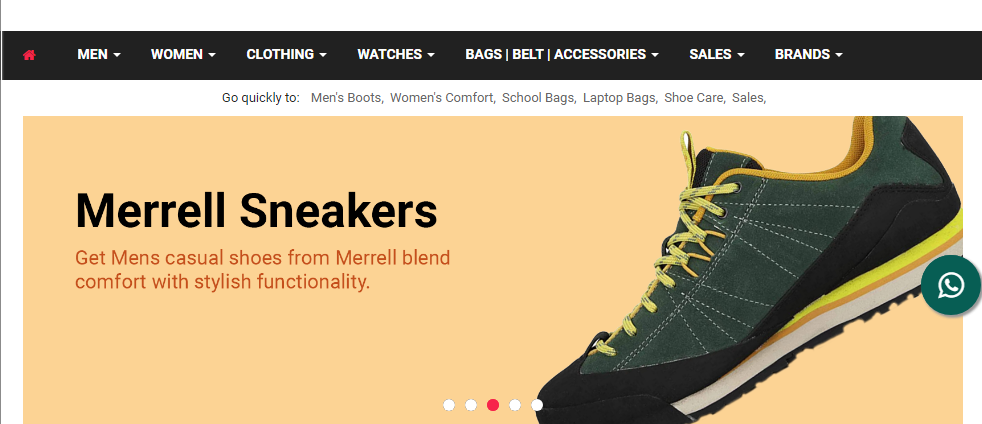 MEN WOMEN CLOTHING WATCHES BAGS | BELT | ACCESSORIES SALES BRANDS
Go quickly to: Men's Boots, Women's Comfort, School Bags, Laptop Bags, Shoe Care, Sales,
Merrell Sneakers
Get Mens casual shoes from Merrell blend
comfort with stylish functionality.